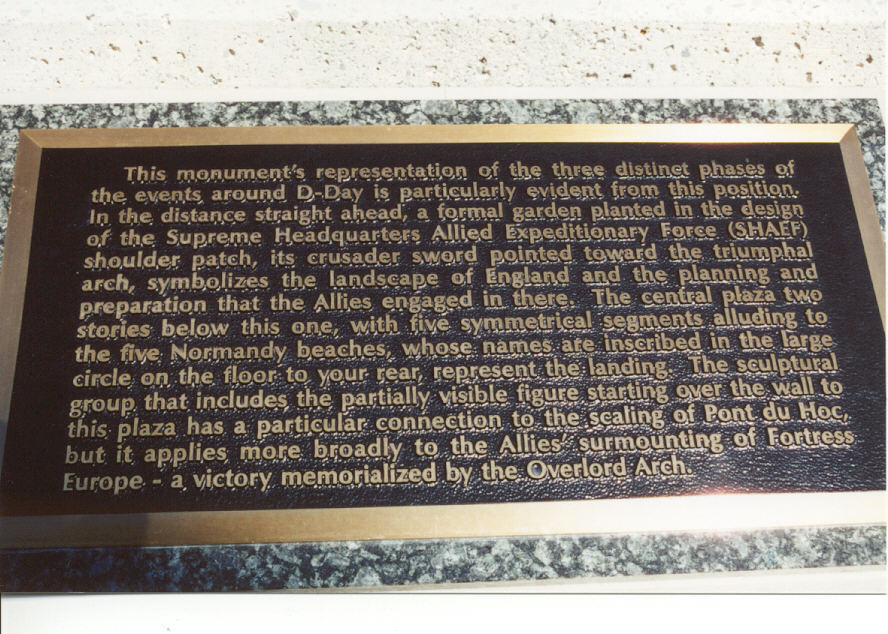 This monument's representation of the three distinct phases of
the events around D-Day is particularly evident from this position.
In the distance straight ahead, a formal garden planted in the design
of the Supreme Headquarters Allied Expeditionary Force (SHAEF)
shoulder patch, its crusader sword pointed toward the triumphal
arch, symbolizes the landscape of England and the planning and
preparation that the Allies engaged in there. The central plaza two
stories below this one, with five symmetrical segments alluding to
the five Normandy beaches, whose names are inscribed in the large
circle on the floor to your rear, represent the landing. The sculptural
group that includes the partially visible figure starting over the wall to
this plaza has a particular connection to the scaling of Pont du Hoc,
but it applies more broadly to the Allies' surmounting of Fortress
Europe - a victory memorialized by the Overlord Arch.